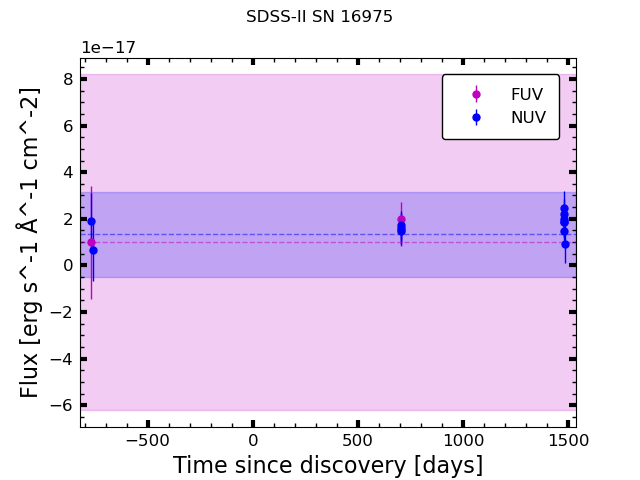 SDSS-II SN 16975
1e−17
8
6
4
2
0
−2
−4
−6
Flux [erg s^-1 Å^-1 cm^-2]
FUV
NUV
−500 0 500 1000 1500
Time since discovery [days]